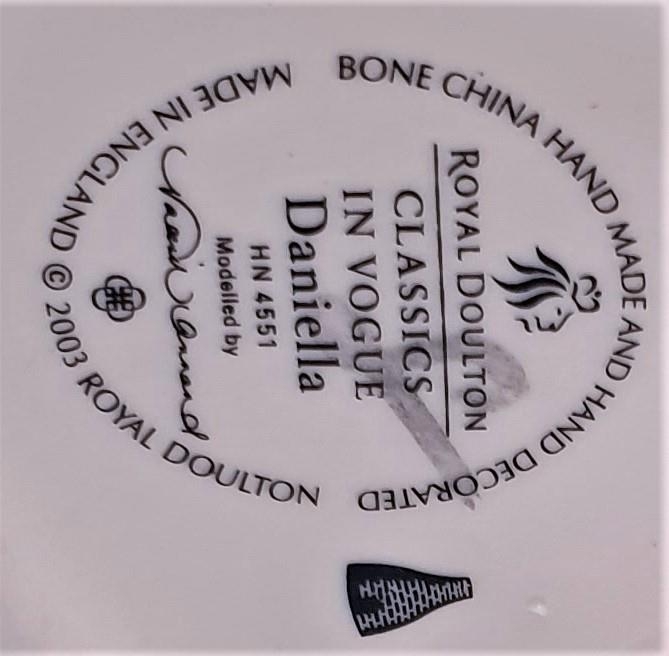 BONE CHINA HAND MADE AND HAND DECORATED
ROYAL DOULTON
CLASSICS
IN VOGUE
Daniella
HN 4551
Modelled by
MADE IN ENGLAND © 2003 ROYAL DOULTON